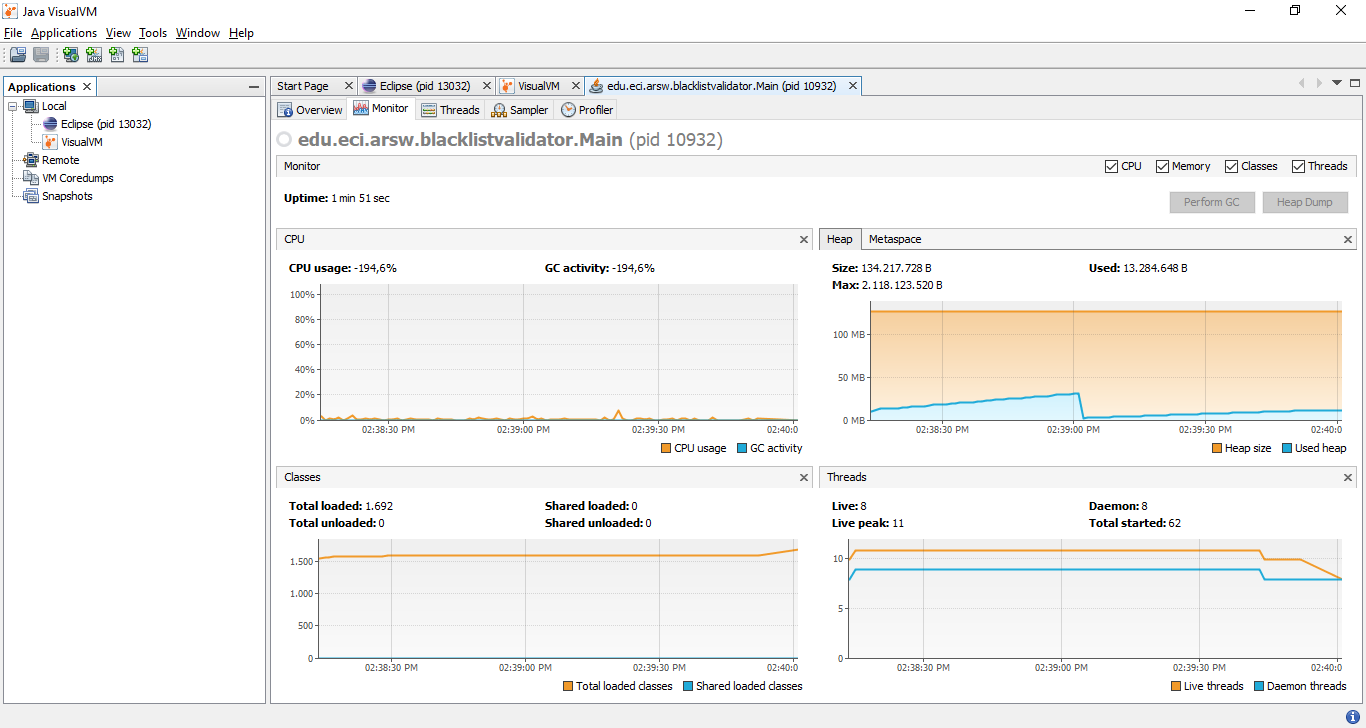 Java VisualVM
File Applications View Tools Window Help
Applications
Local
Eclipse (pid 13032)
VisualVM
Remote
VM Coredumps
Snapshots
Start Page Eclipse (pid 13032) VisualVM edu.eci.arsw.blacklistvalidator.Main (pid 10932)
Overview Monitor Threads Sampler Profiler
edu.eci.arsw.blacklistvalidator.Main (pid 10932)
Monitor CPU Memory Classes Threads
Uptime: 1 min 51 sec
Perform GC Heap Dump
CPU
CPU usage: -194,6% GC activity: -194,6%
100%
80%
60%
40%
20%
0%
02:38:30 PM 02:39:00 PM 02:39:30 PM 02:40:0
CPU usage GC activity
Heap Metaspace
Size: 134.217.728 B Used: 13.284.648 B
Max: 2.118.123.520 B
100 MB
50 MB
0 MB
02:38:30 PM 02:39:00 PM 02:39:30 PM 02:40:0
Heap size Used heap
Classes
Total loaded: 1.692 Shared loaded: 0
Total unloaded: 0 Shared unloaded: 0
1.500
1.000
500
0
02:38:30 PM 02:39:00 PM 02:39:30 PM 02:40:0
Total loaded classes Shared loaded classes
Threads
Live: 8 Daemon: 8
Live peak: 11 Total started: 62
10
5
0
02:38:30 PM 02:39:00 PM 02:39:30 PM 02:40:0
Live threads Daemon threads